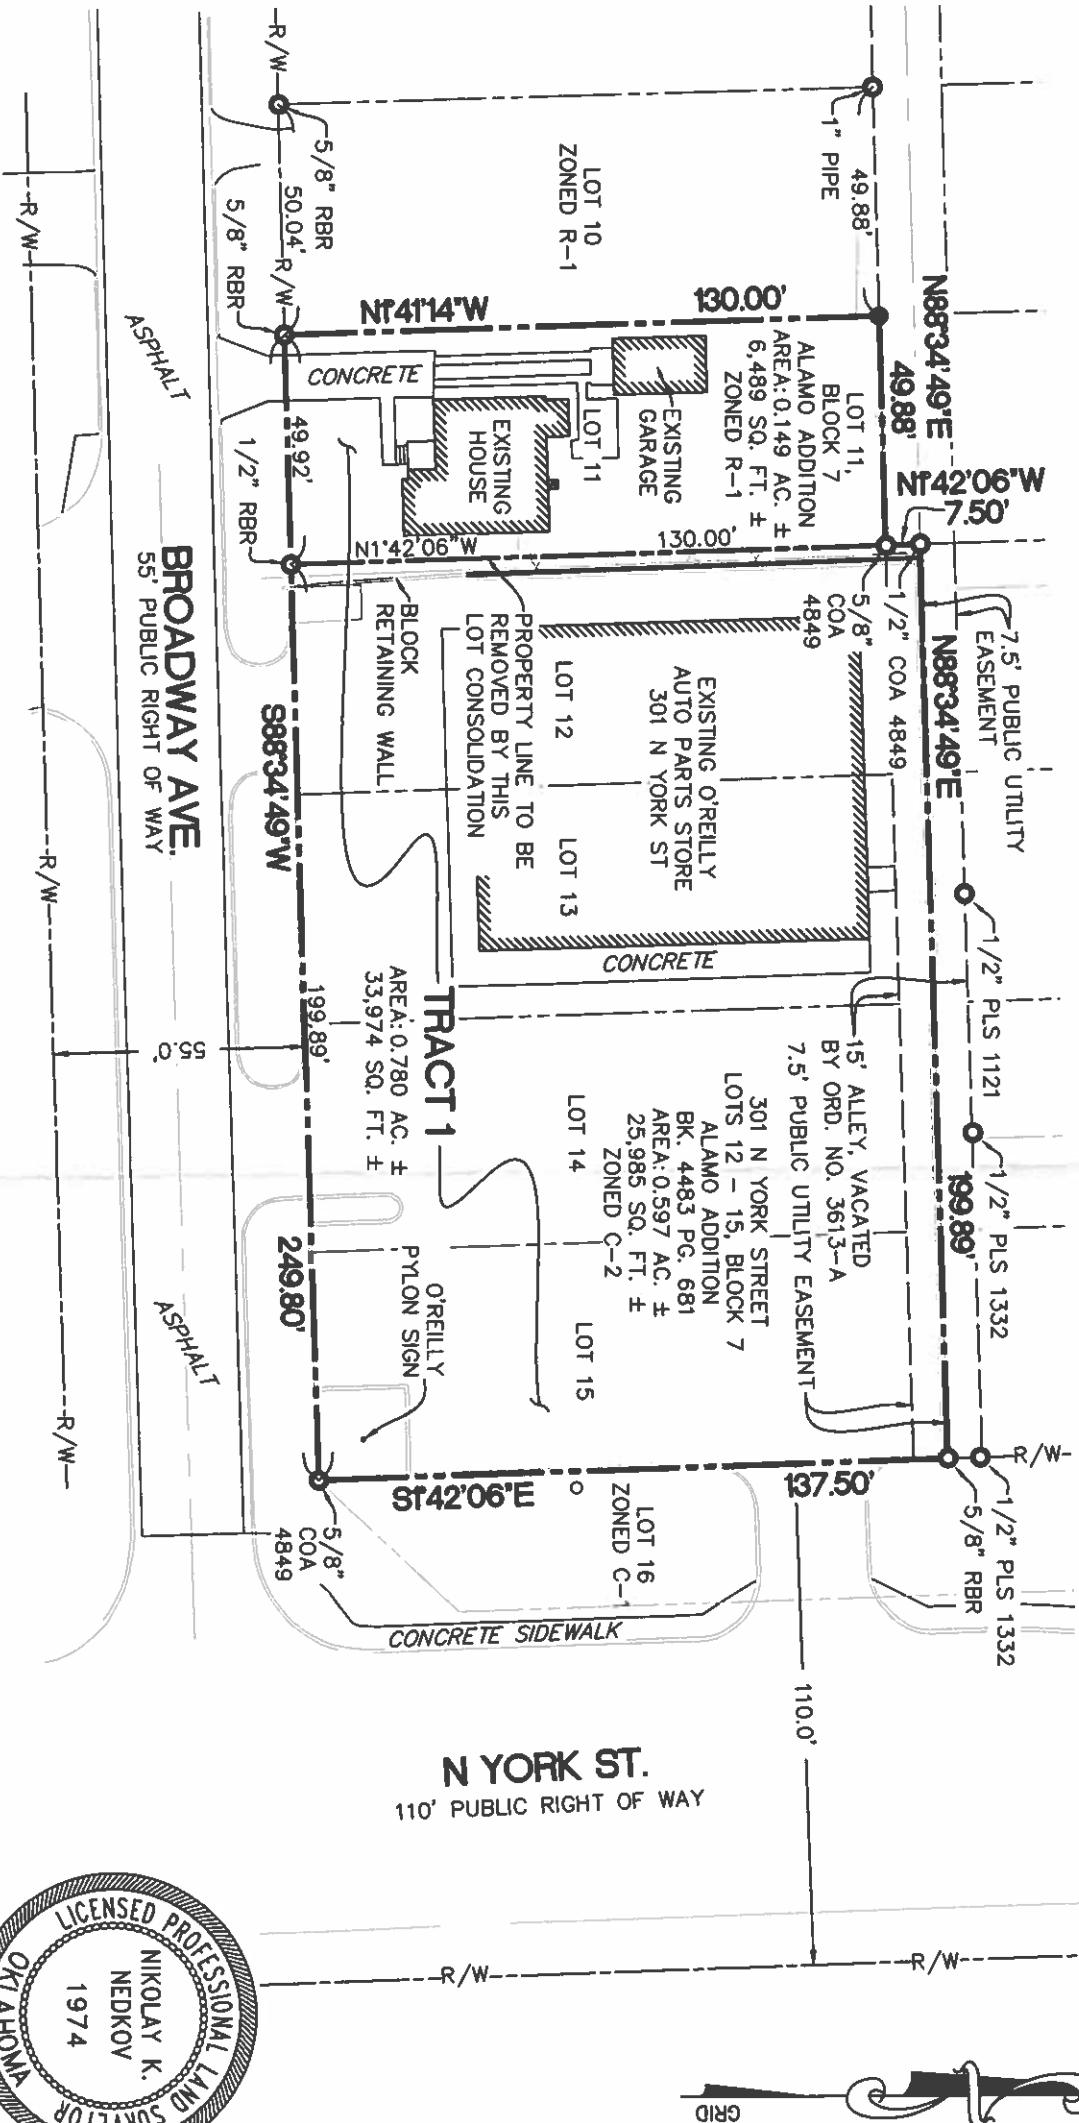 R/W
5/8" RBR
50.04'
R/W
5/8" RBR
1" PIPE
49.88'
LOT 10
ZONED R-1
N1°41'14"W
130.00'
N88°34'49"E
49.88'
N1°42'06"W
7.50'
LOT 11,
BLOCK 7
ALAMO ADDITION
AREA: 0.149 AC. ±
6,489 SQ. FT. ±
ZONED R-1
EXISTING
GARAGE
LOT 11
EXISTING
HOUSE
CONCRETE
49.92'
1/2" RBR
N1°42'06"W
130.00'
5/8"
COA
4849
1/2" COA 4849
7.5' PUBLIC UTILITY
EASEMENT
N88°34'49"E
199.89'
1/2" PLS 1121
1/2" PLS 1332
1/2" PLS 1332
5/8" RBR
R/W
BLOCK
RETAINING WALL
PROPERTY LINE TO BE
REMOVED BY THIS
LOT CONSOLIDATION
LOT 12
LOT 13
EXISTING O'REILLY
AUTO PARTS STORE
301 N YORK ST
CONCRETE
15' ALLEY, VACATED
BY ORD. NO. 3613-A
7.5' PUBLIC UTILITY EASEMENT
301 N YORK STREET
LOTS 12 - 15, BLOCK 7
ALAMO ADDITION
BK. 4483 PG. 681
AREA: 0.597 AC. ±
25,985 SQ. FT. ±
ZONED C-2
LOT 14
LOT 15
TRACT 1
AREA: 0.780 AC. ±
33,974 SQ. FT. ±
199.89'
O'REILLY
PYLON SIGN
S88°34'49"W
249.80'
S1°42'06"E
137.50'
LOT 16
ZONED C-1
5/8"
COA
4849
CONCRETE SIDEWALK
ASPHALT
BROADWAY AVE.
55' PUBLIC RIGHT OF WAY
55.0'
ASPHALT
R/W
R/W
R/W
110.0'
N YORK ST.
110' PUBLIC RIGHT OF WAY
R/W
R/W
LICENSED PROFESSIONAL LAND SURVEYOR
NIKOLAY K.
NEDKOV
1974
OKLAHOMA
GRID